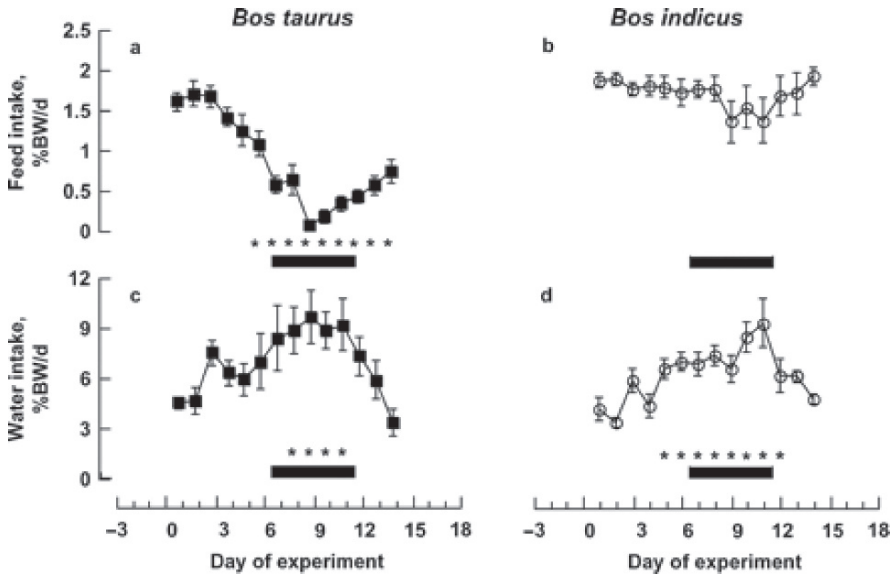 Bos taurus
Bos indicus
a
b
Feed intake,
%BW/d
2.5
2
1.5
1
0.5
0
* * * * * * * * *
c
d
Water intake,
%BW/d
12
9
6
3
0
* * * *
* * * * * * * *
−3 0 3 6 9 12 15 18
−3 0 3 6 9 12 15 18
Day of experiment
Day of experiment